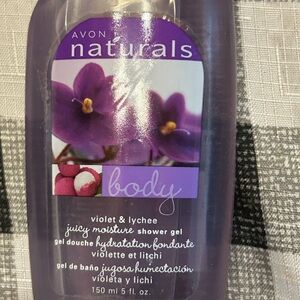 AVON
naturals
body
violet & lychee
juicy moisture shower gel
gel douche hydratation fondante
violette et litchi
gel de baño jugosa humectación
violeta y lichi
150 ml 5 fl. oz.